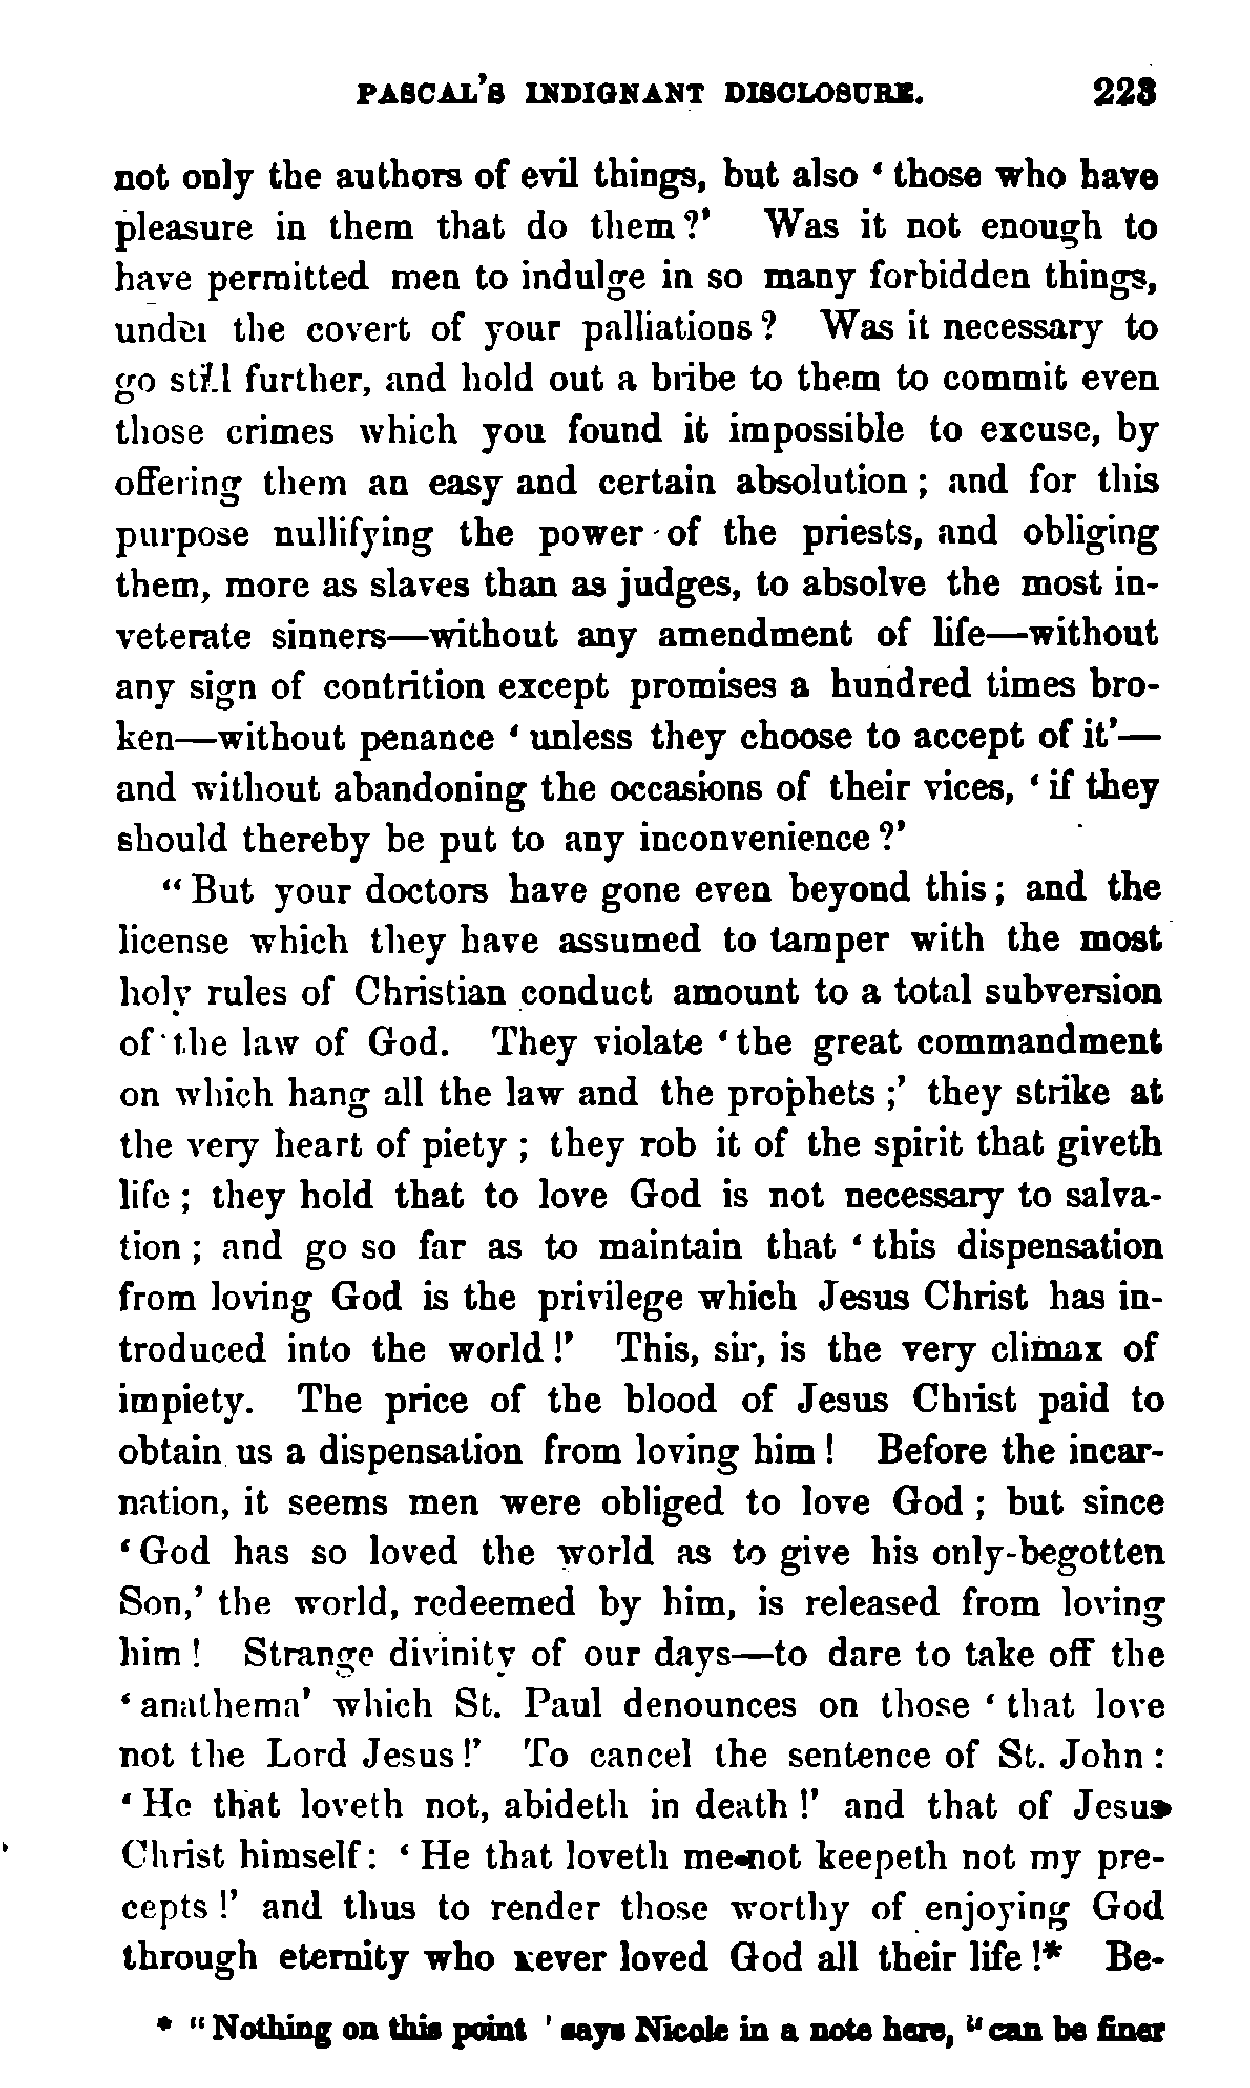 PASCAL'S INDIGNANT DISCLOSURE. 223
not only the authors of evil things, but also ‘ those who have
pleasure in them that do them ?’ Was it not enough to
have permitted men to indulge in so many forbidden things,
under the covert of your palliations ? Was it necessary to
go still further, and hold out a bribe to them to commit even
those crimes which you found it impossible to excuse, by
offering them an easy and certain absolution ; and for this
purpose nullifying the power of the priests, and obliging
them, more as slaves than as judges, to absolve the most in-
veterate sinners—without any amendment of life—without
any sign of contrition except promises a hundred times bro-
ken—without penance ‘ unless they choose to accept of it’—
and without abandoning the occasions of their vices, ‘ if they
should thereby be put to any inconvenience ?’
“ But your doctors have gone even beyond this ; and the
license which they have assumed to tamper with the most
holy rules of Christian conduct amount to a total subversion
of the law of God. They violate ‘ the great commandment
on which hang all the law and the prophets ;’ they strike at
the very heart of piety ; they rob it of the spirit that giveth
life ; they hold that to love God is not necessary to salva-
tion ; and go so far as to maintain that ‘ this dispensation
from loving God is the privilege which Jesus Christ has in-
troduced into the world !’ This, sir, is the very climax of
impiety. The price of the blood of Jesus Christ paid to
obtain us a dispensation from loving him ! Before the incar-
nation, it seems men were obliged to love God ; but since
‘ God has so loved the world as to give his only-begotten
Son,’ the world, redeemed by him, is released from loving
him ! Strange divinity of our days—to dare to take off the
‘ anathema’ which St. Paul denounces on those ‘ that love
not the Lord Jesus !’ To cancel the sentence of St. John :
‘ He that loveth not, abideth in death !’ and that of Jesus
Christ himself : ‘ He that loveth me not keepeth not my pre-
cepts !’ and thus to render those worthy of enjoying God
through eternity who never loved God all their life !* Be-
* “ Nothing on this point ’ says Nicole in a note here, “ can be finer